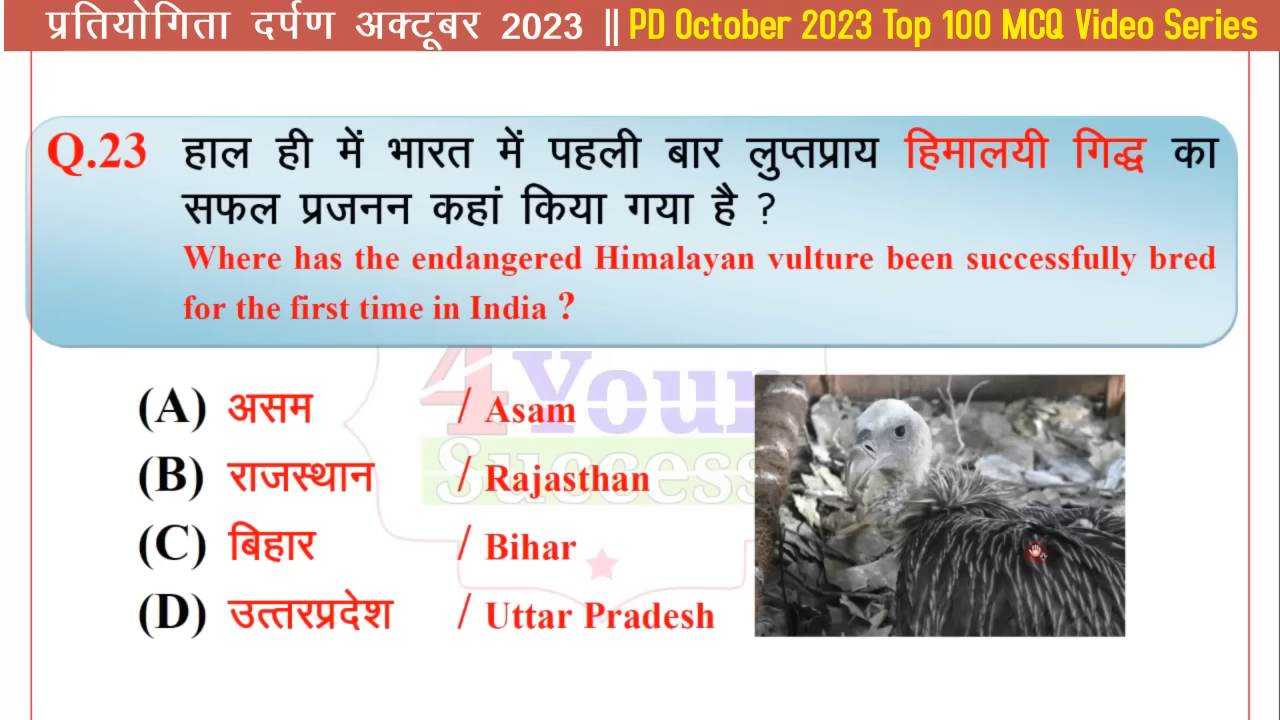 प्रतियोगिता दर्पण अक्टूबर 2023 || PD October 2023 Top 100 MCQ Video Series
Q.23 हाल ही में भारत में पहली बार लुप्तप्राय हिमालयी गिद्ध का
सफल प्रजनन कहां किया गया है ?
Where has the endangered Himalayan vulture been successfully bred
for the first time in India ?
4Your
Success
(A) असम / Asam
(B) राजस्थान / Rajasthan
(C) बिहार / Bihar
(D) उत्तरप्रदेश / Uttar Pradesh